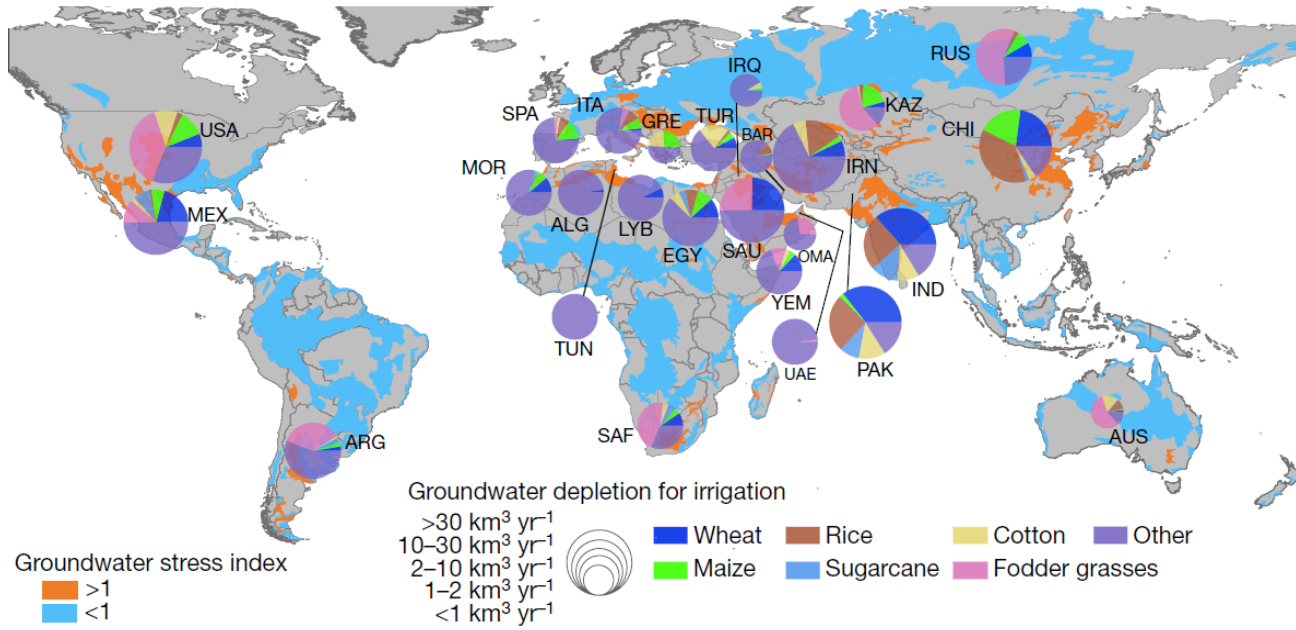 IRQ
RUS
SPA
ITA
GRE
TUR
BAR
KAZ
USA
CHI
IRN
MOR
MEX
ALG
LYB
EGY
SAU
OMA
IND
YEM
TUN
UAE
PAK
SAF
AUS
ARG
Groundwater depletion for irrigation
>30 km³ yr⁻¹
10–30 km³ yr⁻¹
2–10 km³ yr⁻¹
1–2 km³ yr⁻¹
<1 km³ yr⁻¹
Wheat Rice Cotton Other
Maize Sugarcane Fodder grasses
Groundwater stress index
>1
<1